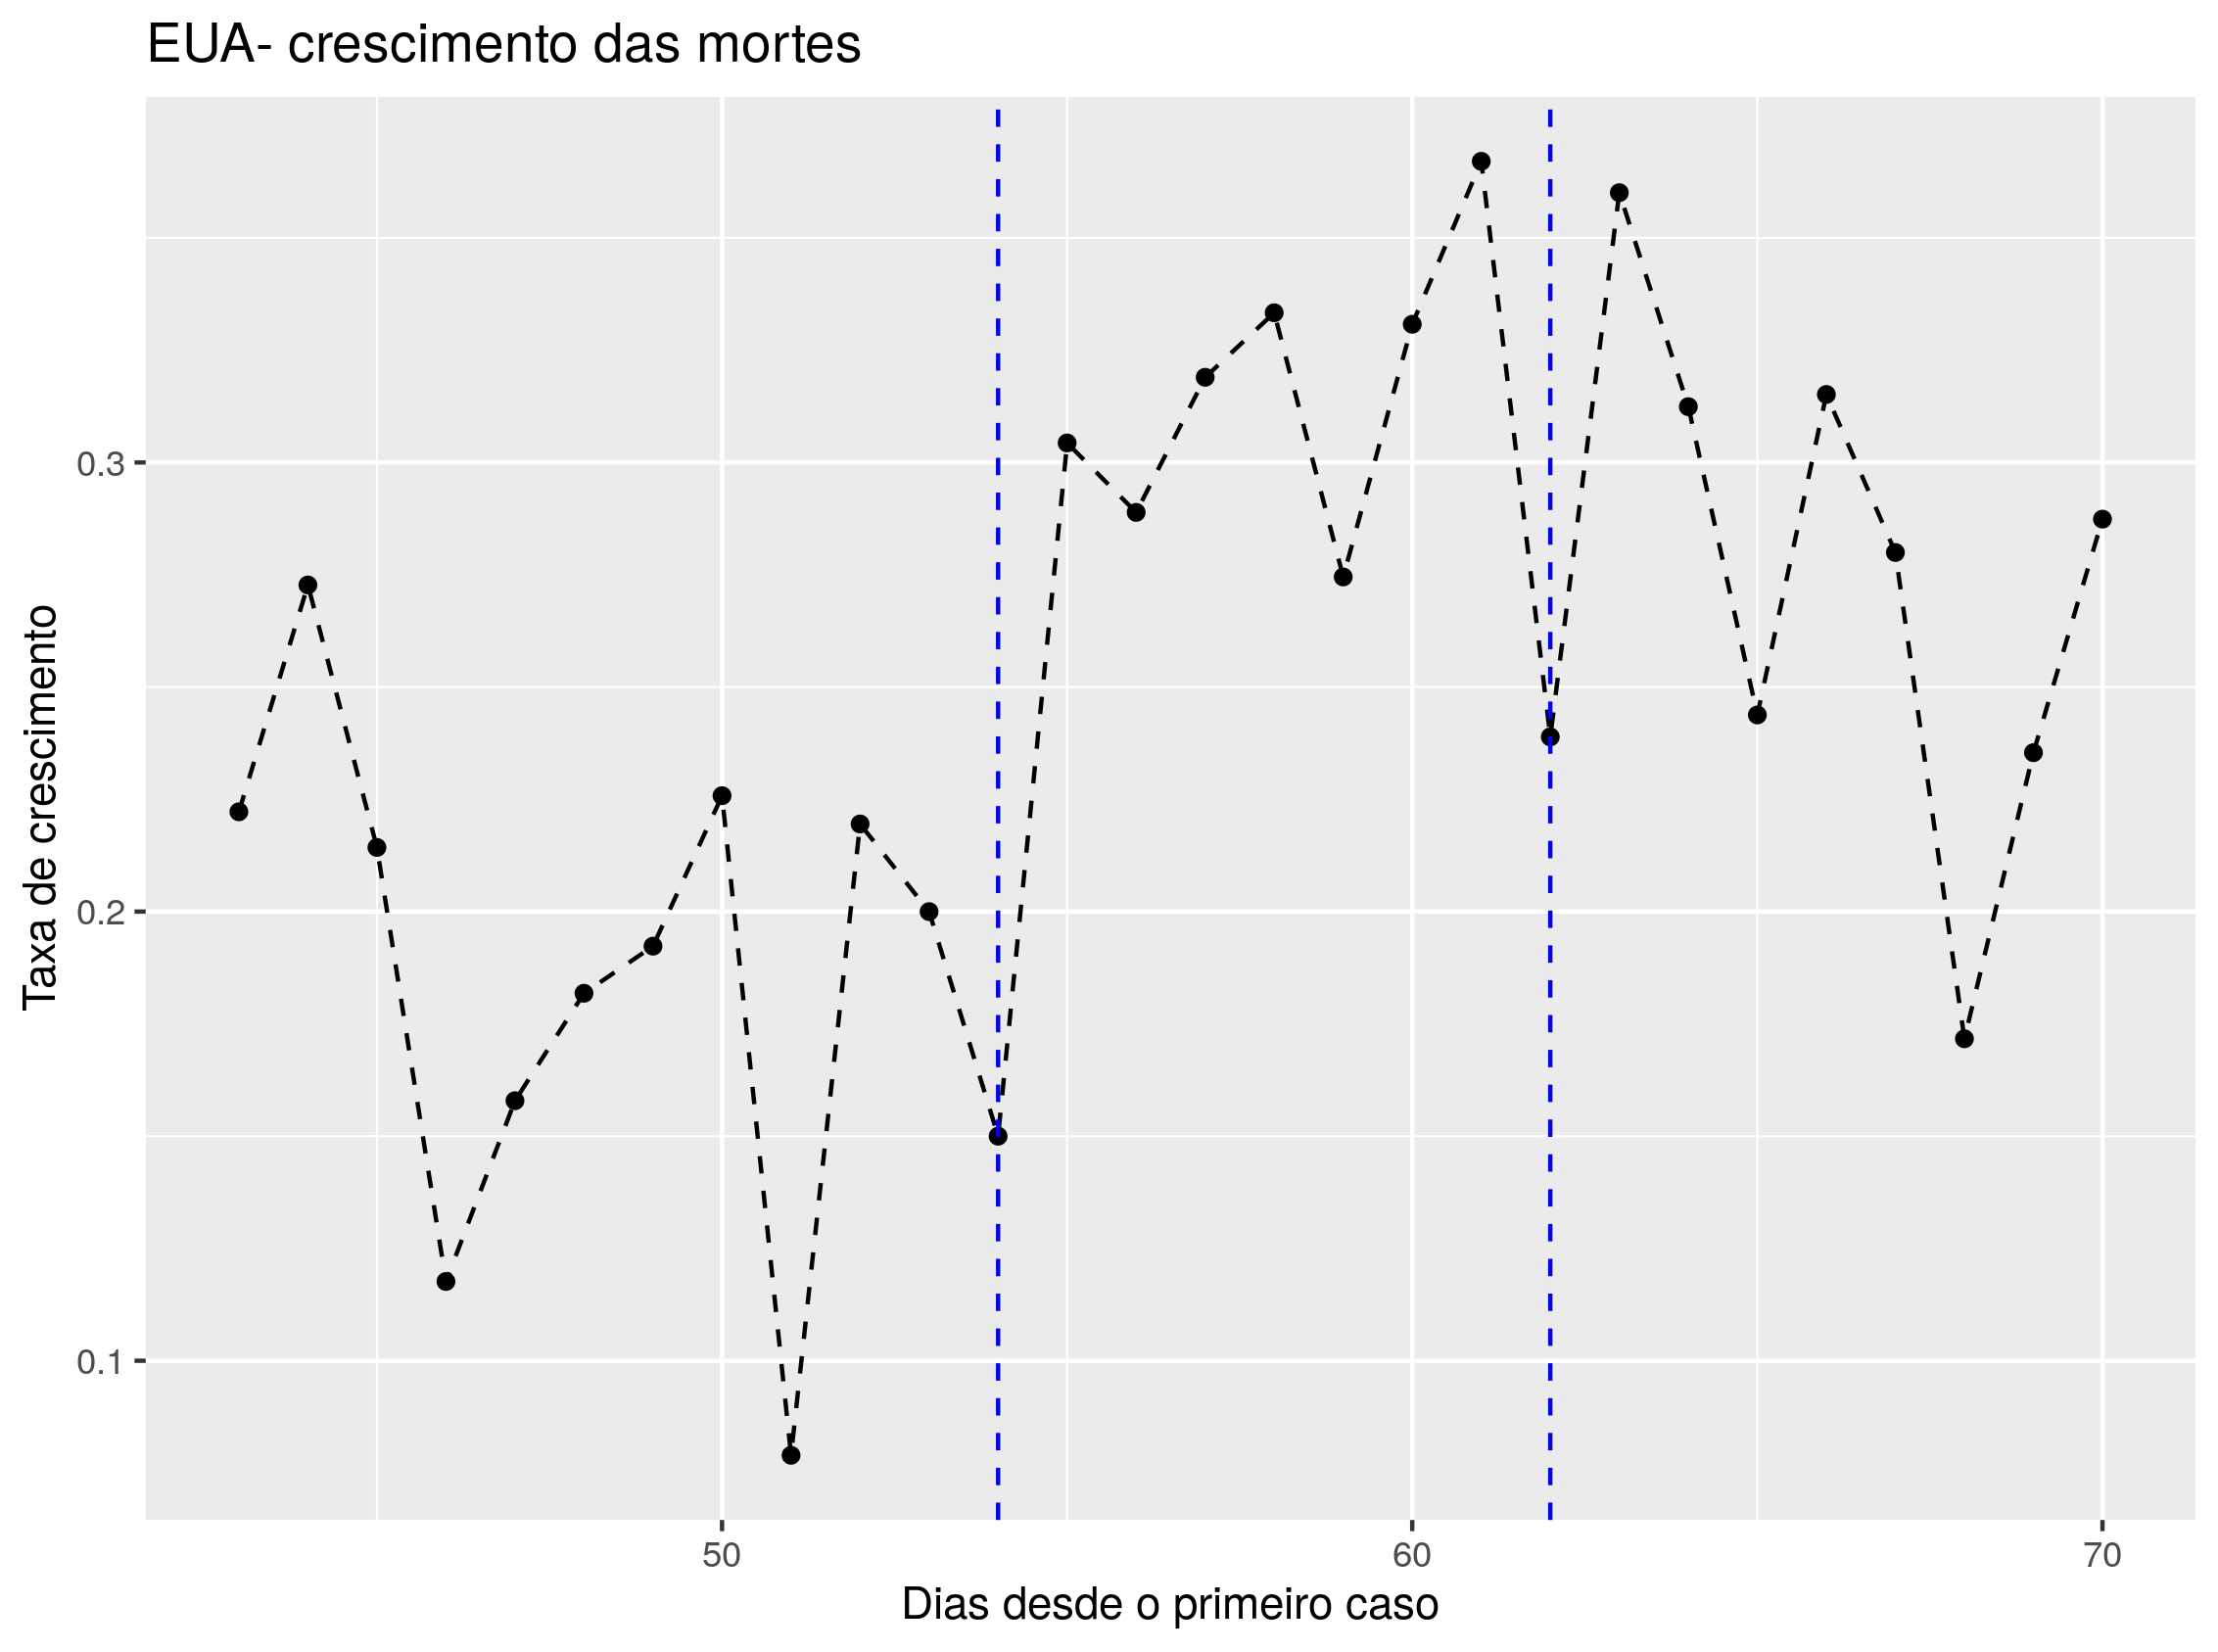 EUA- crescimento das mortes
Taxa de crescimento
0.3
0.2
0.1
50
60
70
Dias desde o primeiro caso